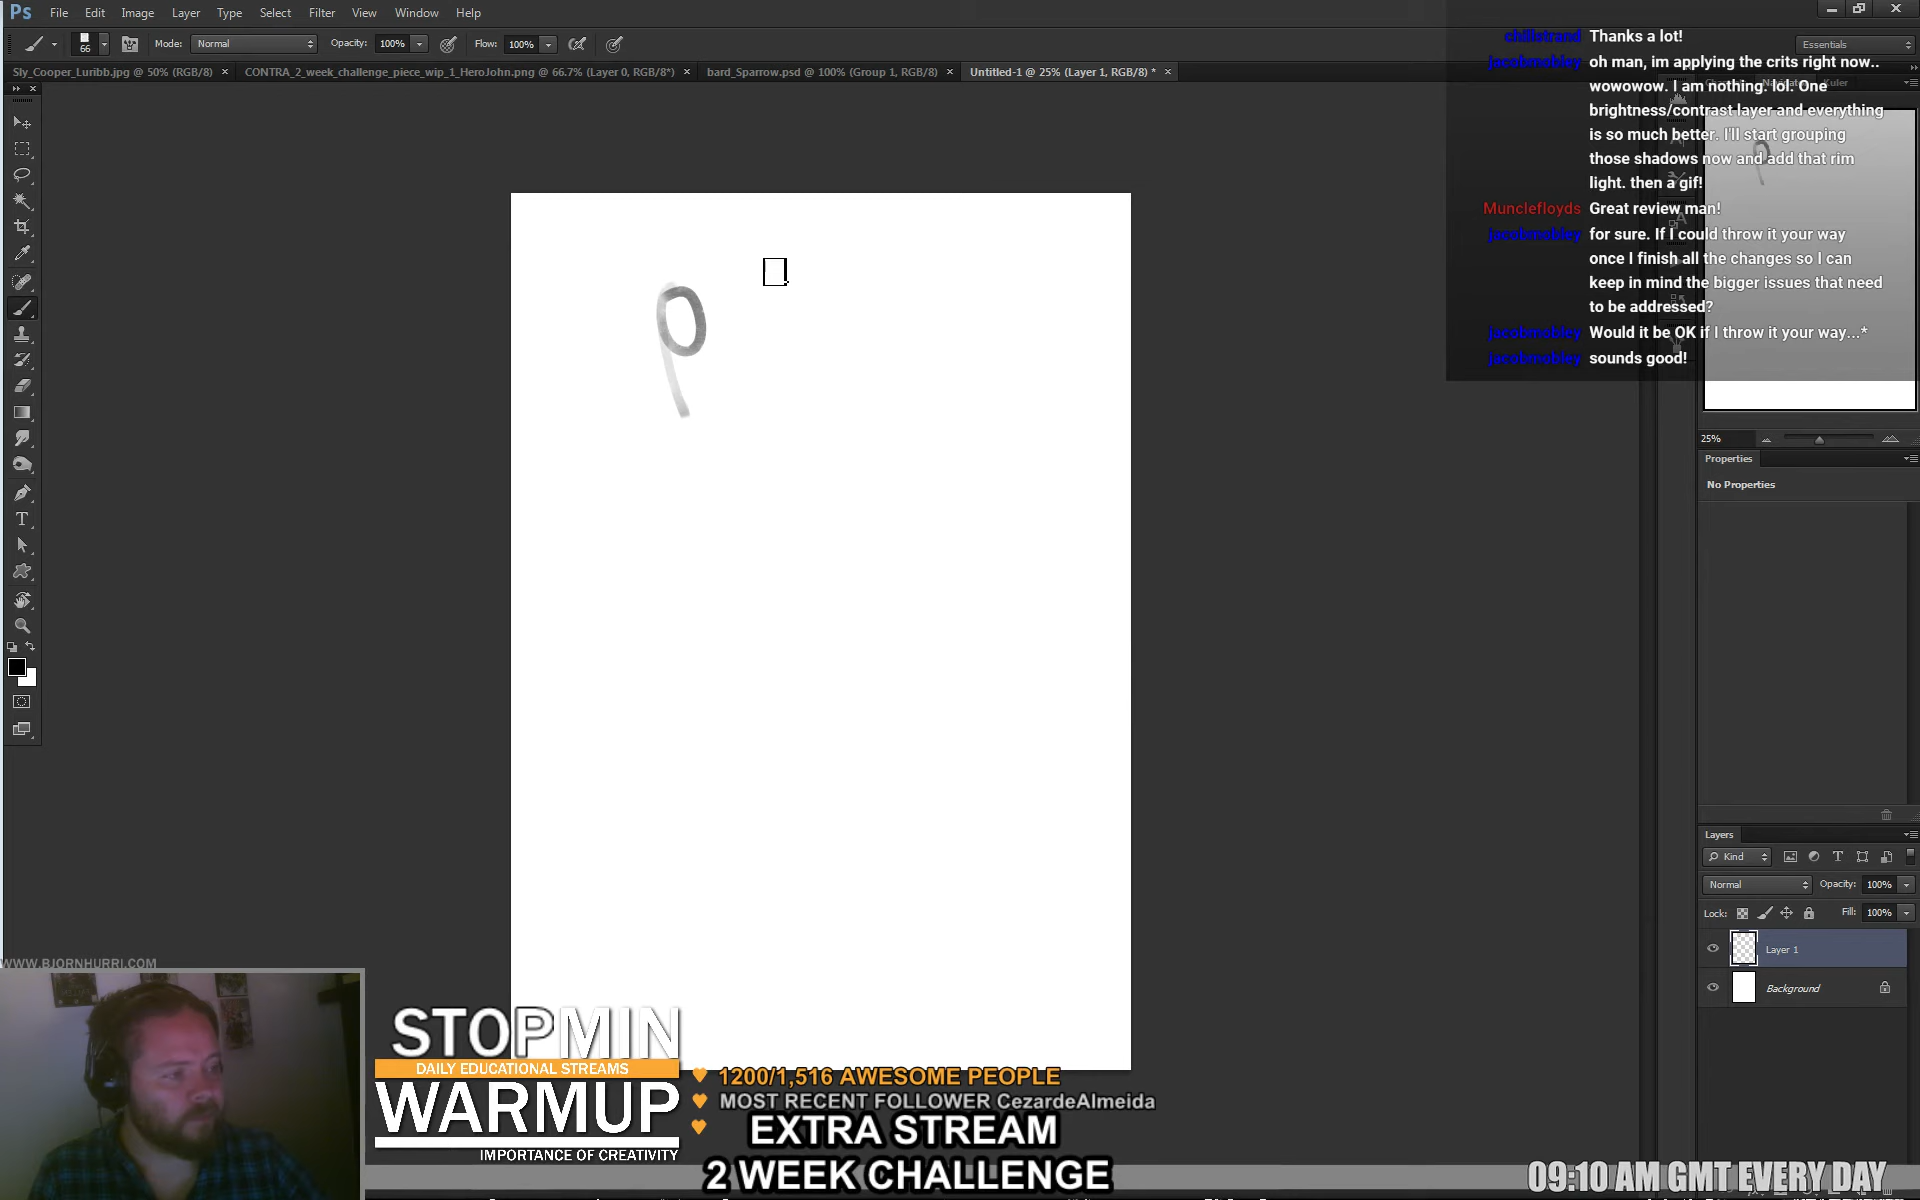 Ps File Edit Image Layer Type Select Filter View Window Help
66 Mode: Normal Opacity: 100% Flow: 100% Essentials
Sly_Cooper_Luribb.jpg @ 50% (RGB/8) × CONTRA_2_week_challenge_piece_wip_1_HeroJohn.png @ 66.7% (Layer 0, RGB/8*) × bard_Sparrow.psd @ 100% (Group 1, RGB/8) × Untitled-1 @ 25% (Layer 1, RGB/8) * ×
chillstrand Thanks a lot!
jacobmobley oh man, im applying the crits right now..
wowowow. I am nothing. lol. One
brightness/contrast layer and everything
is so much better. I'll start grouping
those shadows now and add that rim
light. then a gif!
Munclefloyds Great review man!
jacobmobley for sure. If I could throw it your way
once I finish all the changes so I can
keep in mind the bigger issues that need
to be addressed?
jacobmobley Would it be OK if I throw it your way...*
jacobmobley sounds good!
Kuler
25%
Properties
No Properties
Layers
Kind
Normal Opacity: 100%
Lock: Fill: 100%
Layer 1
Background
WWW.BJORNHURRI.COM
STOPMIN
DAILY EDUCATIONAL STREAMS
WARMUP
IMPORTANCE OF CREATIVITY
1200/1,516 AWESOME PEOPLE
MOST RECENT FOLLOWER CezardeAlmeida
EXTRA STREAM
2 WEEK CHALLENGE
09:10 AM GMT EVERY DAY